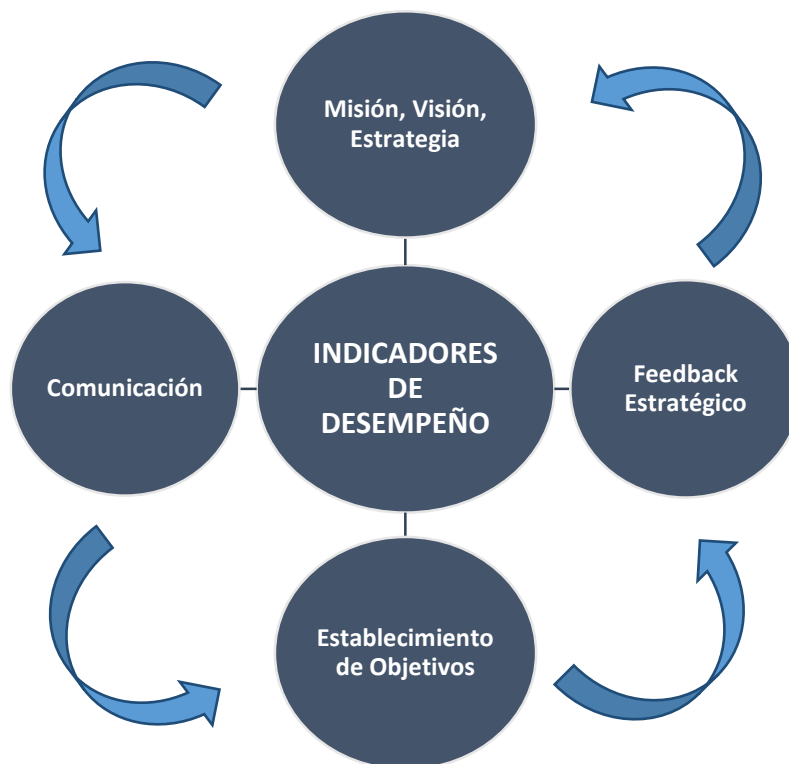 Misión, Visión,
Estrategia
Comunicación
INDICADORES
DE
DESEMPEÑO
Feedback
Estratégico
Establecimiento
de Objetivos